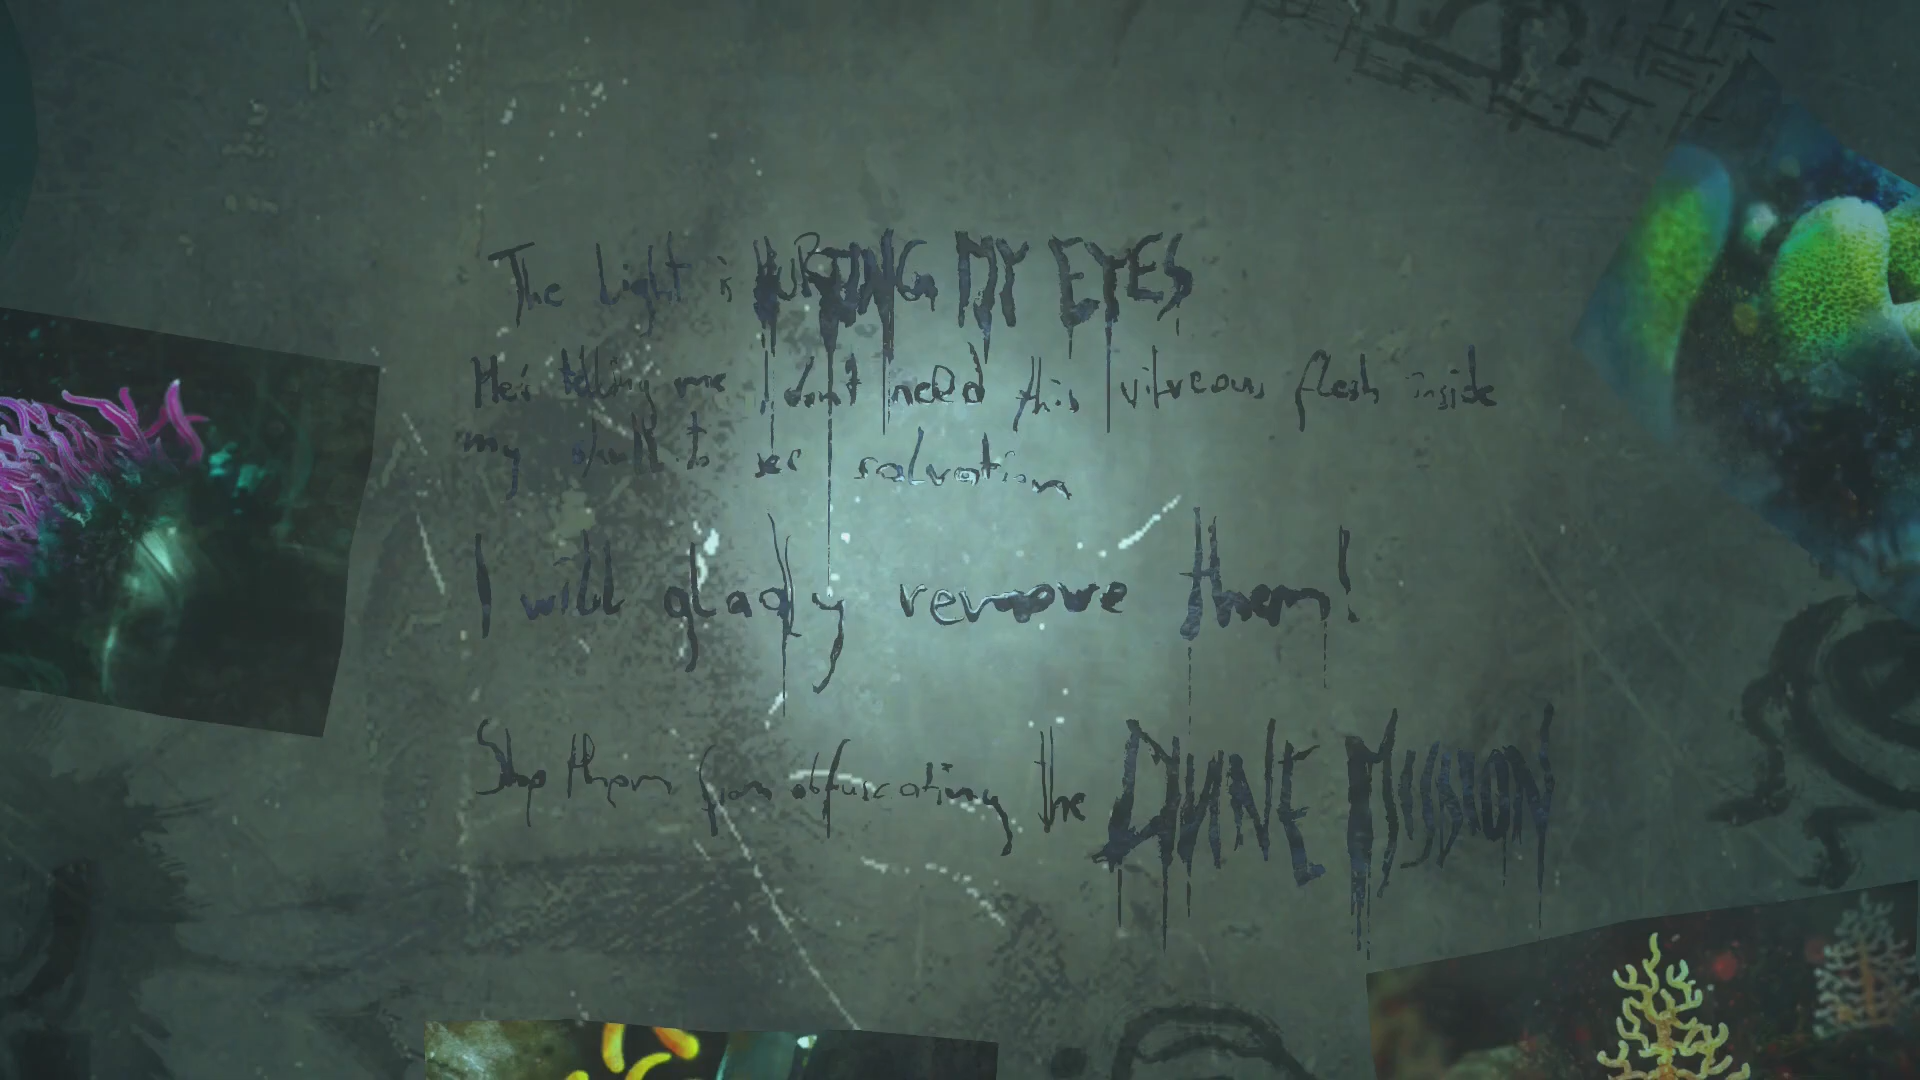 The Light is HURTING MY EYES
He's telling me I don't need this vitreous flesh inside
my skull to see salvation
I will gladly remove them!
Stop them from obfuscating the DIVINE MISSION